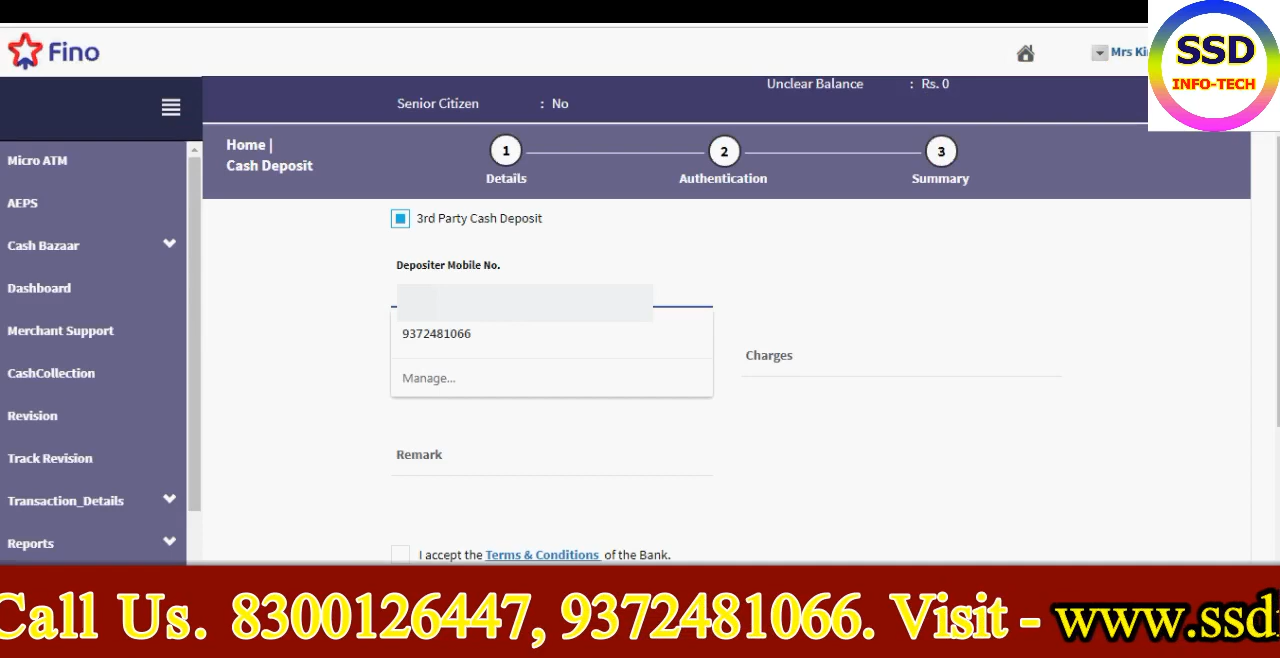 Fino
Mrs
SSD
INFO-TECH
Unclear Balance : Rs. 0
Senior Citizen : No
Home |
Cash Deposit
1
2
3
Details
Authentication
Summary
Micro ATM
AEPS
Cash Bazaar
Dashboard
Merchant Support
CashCollection
Revision
Track Revision
Transaction_Details
Reports
3rd Party Cash Deposit
Depositer Mobile No.
9372481066
Manage...
Charges
Remark
I accept the Terms & Conditions of the Bank.
Call Us. 8300126447, 9372481066. Visit - www.ssd